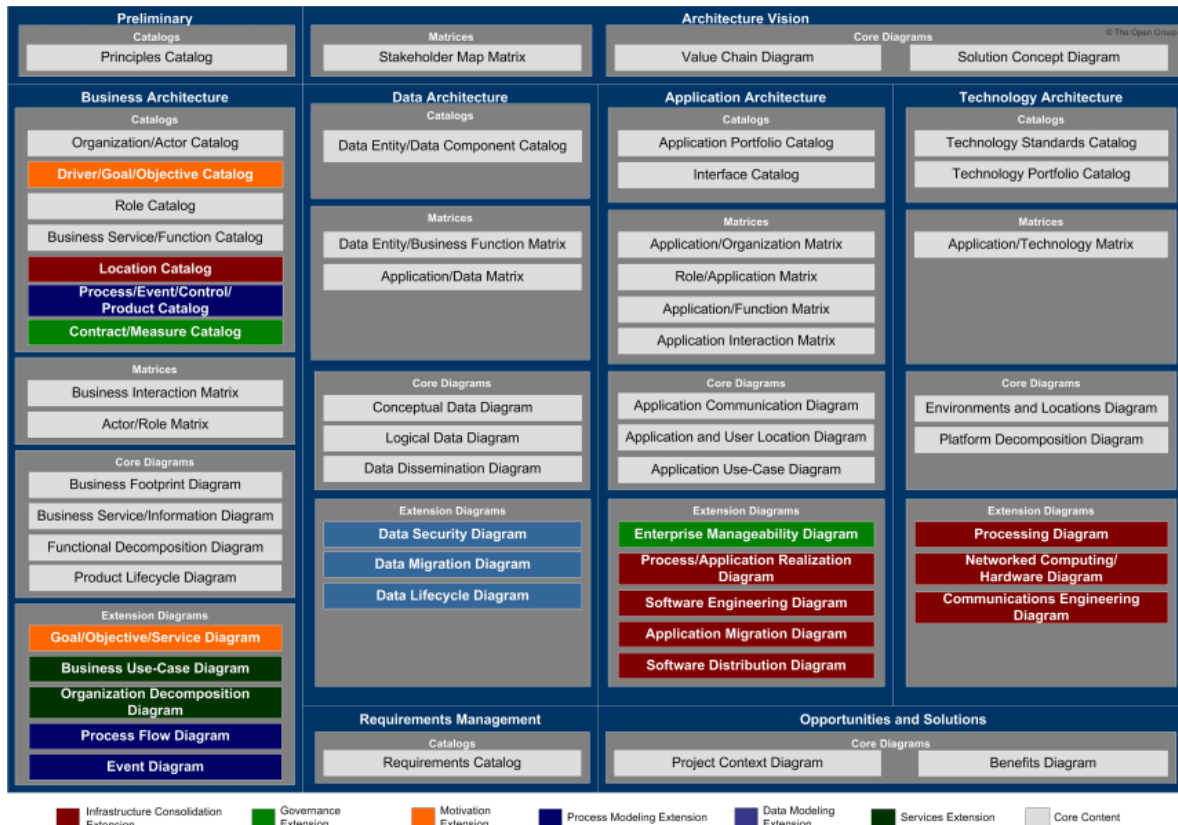 Preliminary
Catalogs
Principles Catalog
Architecture Vision
Matrices
Stakeholder Map Matrix
Core Diagrams
© The Open Group
Value Chain Diagram
Solution Concept Diagram
Business Architecture
Catalogs
Organization/Actor Catalog
Driver/Goal/Objective Catalog
Role Catalog
Business Service/Function Catalog
Location Catalog
Process/Event/Control/
Product Catalog
Contract/Measure Catalog
Matrices
Business Interaction Matrix
Actor/Role Matrix
Core Diagrams
Business Footprint Diagram
Business Service/Information Diagram
Functional Decomposition Diagram
Product Lifecycle Diagram
Extension Diagrams
Goal/Objective/Service Diagram
Business Use-Case Diagram
Organization Decomposition
Diagram
Process Flow Diagram
Event Diagram
Data Architecture
Catalogs
Data Entity/Data Component Catalog
Matrices
Data Entity/Business Function Matrix
Application/Data Matrix
Core Diagrams
Conceptual Data Diagram
Logical Data Diagram
Data Dissemination Diagram
Extension Diagrams
Data Security Diagram
Data Migration Diagram
Data Lifecycle Diagram
Application Architecture
Catalogs
Application Portfolio Catalog
Interface Catalog
Matrices
Application/Organization Matrix
Role/Application Matrix
Application/Function Matrix
Application Interaction Matrix
Core Diagrams
Application Communication Diagram
Application and User Location Diagram
Application Use-Case Diagram
Extension Diagrams
Enterprise Manageability Diagram
Process/Application Realization
Diagram
Software Engineering Diagram
Application Migration Diagram
Software Distribution Diagram
Technology Architecture
Catalogs
Technology Standards Catalog
Technology Portfolio Catalog
Matrices
Application/Technology Matrix
Core Diagrams
Environments and Locations Diagram
Platform Decomposition Diagram
Extension Diagrams
Processing Diagram
Networked Computing/
Hardware Diagram
Communications Engineering
Diagram
Requirements Management
Catalogs
Requirements Catalog
Opportunities and Solutions
Core Diagrams
Project Context Diagram
Benefits Diagram
Infrastructure Consolidation
Extension
Governance
Extension
Motivation
Extension
Process Modeling Extension
Data Modeling
Extension
Services Extension
Core Content